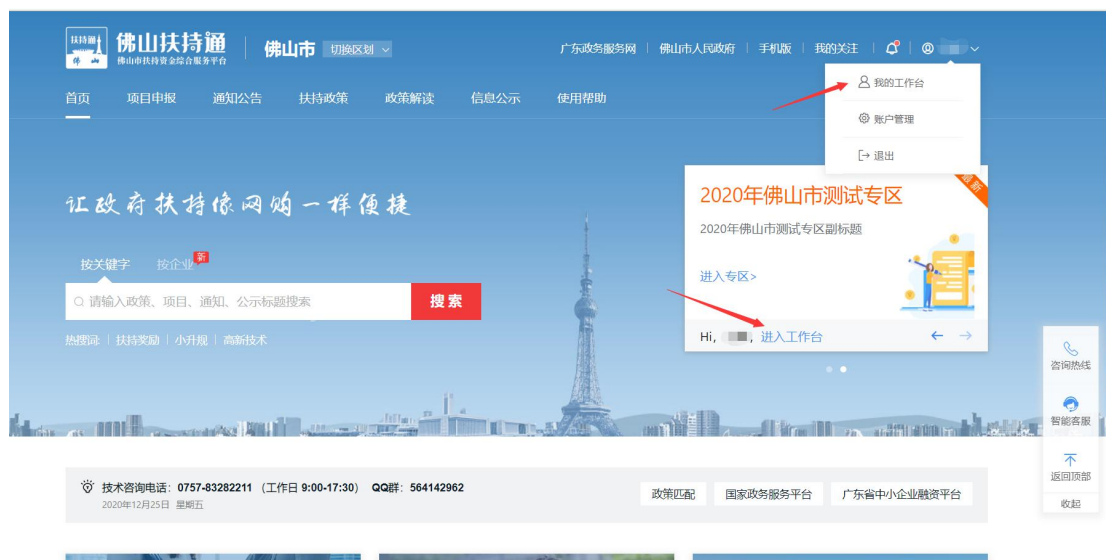 扶持通
佛山
佛山扶持通
佛山市扶持资金综合服务平台
佛山市 切换区划
广东政务服务网 | 佛山市人民政府 | 手机版 | 我的关注
首页 项目申报 通知公告 扶持政策 政策解读 信息公示 使用帮助
我的工作台
账户管理
退出
让政府扶持像网购一样便捷
最新
2020年佛山市测试专区
2020年佛山市测试专区副标题
进入专区>
Hi, , 进入工作台
按关键字 按企业 新
请输入政策、项目、通知、公示标题搜索 搜 索
热搜词: | 扶持奖励 | 小升规 | 高新技术
咨询热线
智能客服
返回顶部
收起
技术咨询电话: 0757-83282211 (工作日 9:00-17:30) QQ群: 564142962
2020年12月25日 星期五
政策匹配 国家政务服务平台 广东省中小企业融资平台